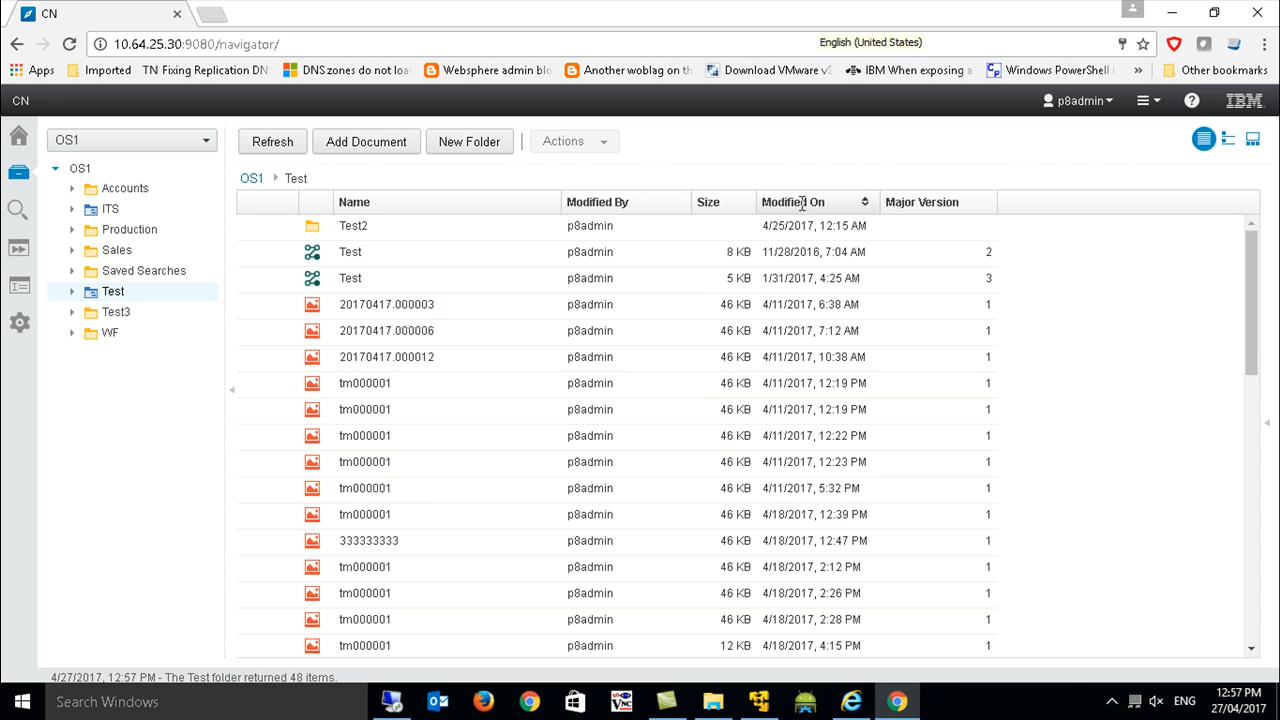 CN
10.64.25.30:9080/navigator/
English (United States)
Apps
Imported
TN Fixing Replication DN
DNS zones do not loa
Websphere admin blo
Another woblag on th
Download VMware vS
IBM When exposing a
Windows PowerShell I
»
Other bookmarks
CN
p8admin
?
IBM
OS1
Refresh
Add Document
New Folder
Actions
OS1
Accounts
ITS
Production
Sales
Saved Searches
Test
Test3
WF
OS1 Test
Name Modified By Size Modified On Major Version
Test2 p8admin 4/25/2017, 12:15 AM
Test p8admin 8 KB 11/28/2016, 7:04 AM 2
Test p8admin 5 KB 1/31/2017, 4:25 AM 3
20170417.000003 p8admin 46 KB 4/11/2017, 6:38 AM 1
20170417.000006 p8admin 46 KB 4/11/2017, 7:12 AM 1
20170417.000012 p8admin 46 KB 4/11/2017, 10:38 AM 1
tm000001 p8admin 46 KB 4/11/2017, 12:19 PM 1
tm000001 p8admin 46 KB 4/11/2017, 12:19 PM 1
tm000001 p8admin 46 KB 4/11/2017, 12:22 PM 1
tm000001 p8admin 46 KB 4/11/2017, 12:23 PM 1
tm000001 p8admin 46 KB 4/11/2017, 5:32 PM 1
tm000001 p8admin 46 KB 4/18/2017, 12:39 PM 1
333333333 p8admin 46 KB 4/18/2017, 12:47 PM 1
tm000001 p8admin 46 KB 4/18/2017, 2:12 PM 1
tm000001 p8admin 46 KB 4/18/2017, 2:26 PM 1
tm000001 p8admin 46 KB 4/18/2017, 2:28 PM 1
tm000001 p8admin 12 KB 4/18/2017, 4:15 PM 1
4/27/2017, 12:57 PM - The Test folder returned 48 items.
Search Windows
VNC
ENG
12:57 PM
27/04/2017